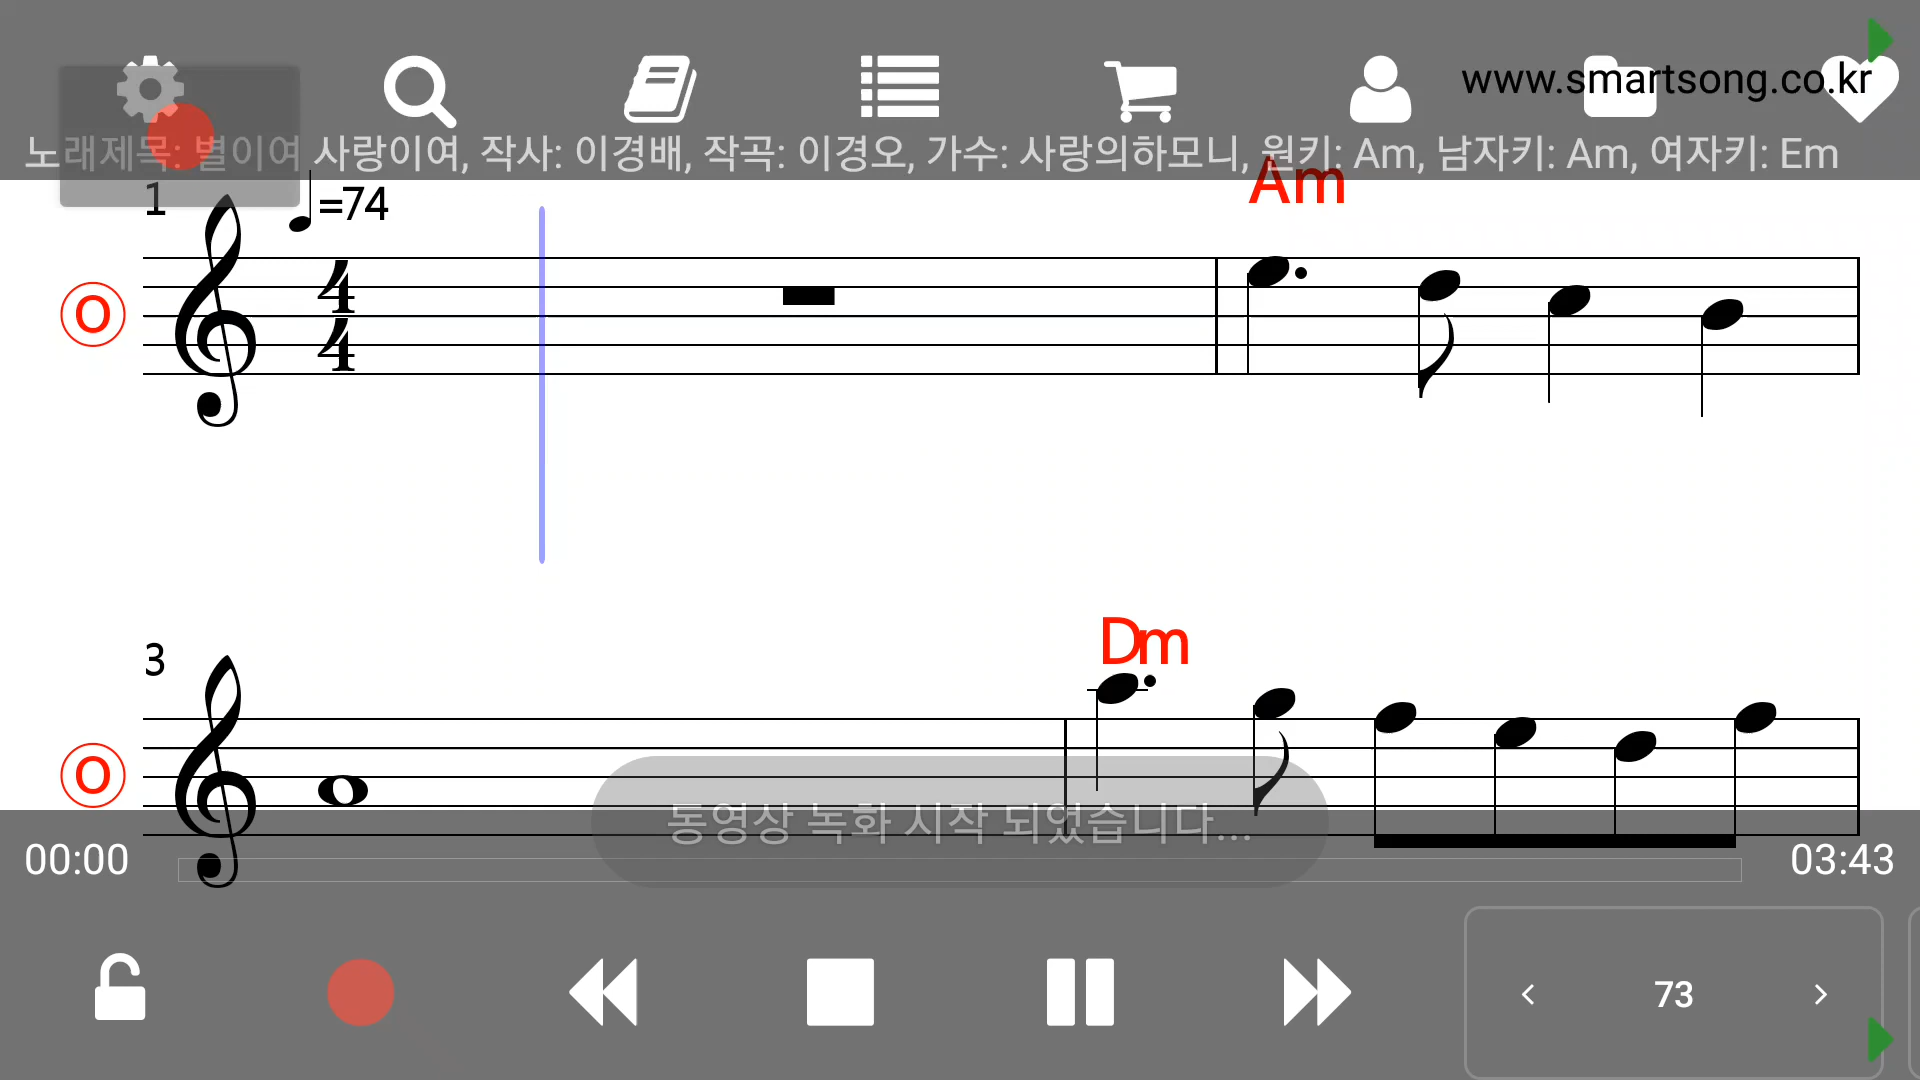 www.smartsong.co.kr
노래제목: 별이여 사랑이여, 작사: 이경배, 작곡: 이경오, 가수: 사랑의하모니, 원키: Am, 남자키: Am, 여자키: Em
1
=74
Am
4
4
O
3
Dm
O
동영상 녹화 시작 되었습니다...
00:00
03:43
73